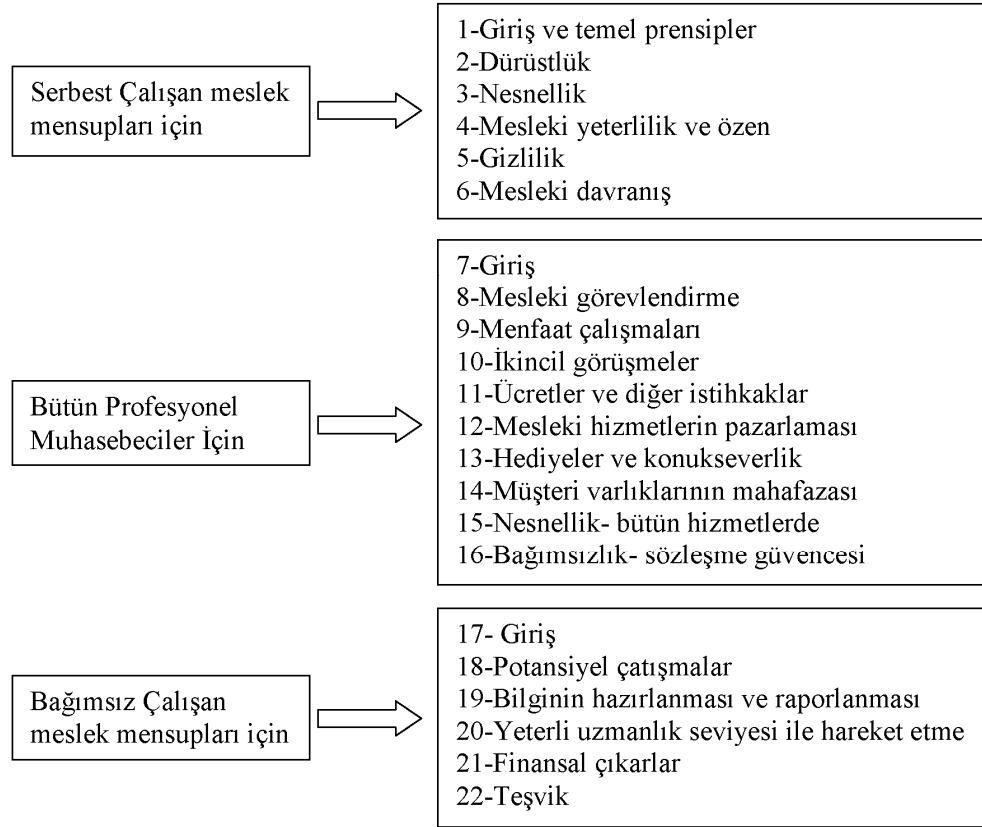 Serbest Çalışan meslek
mensupları için
1-Giriş ve temel prensipler
2-Dürüstlük
3-Nesnellik
4-Mesleki yeterlilik ve özen
5-Gizlilik
6-Mesleki davranış
Bütün Profesyonel
Muhasebeciler İçin
7-Giriş
8-Mesleki görevlendirme
9-Menfaat çalışmaları
10-İkincil görüşmeler
11-Ücretler ve diğer istihkaklar
12-Mesleki hizmetlerin pazarlaması
13-Hediyeler ve konukseverlik
14-Müşteri varlıklarının mahafazası
15-Nesnellik- bütün hizmetlerde
16-Bağımsızlık- sözleşme güvencesi
Bağımsız Çalışan
meslek mensupları için
17- Giriş
18-Potansiyel çatışmalar
19-Bilginin hazırlanması ve raporlanması
20-Yeterli uzmanlık seviyesi ile hareket etme
21-Finansal çıkarlar
22-Teşvik